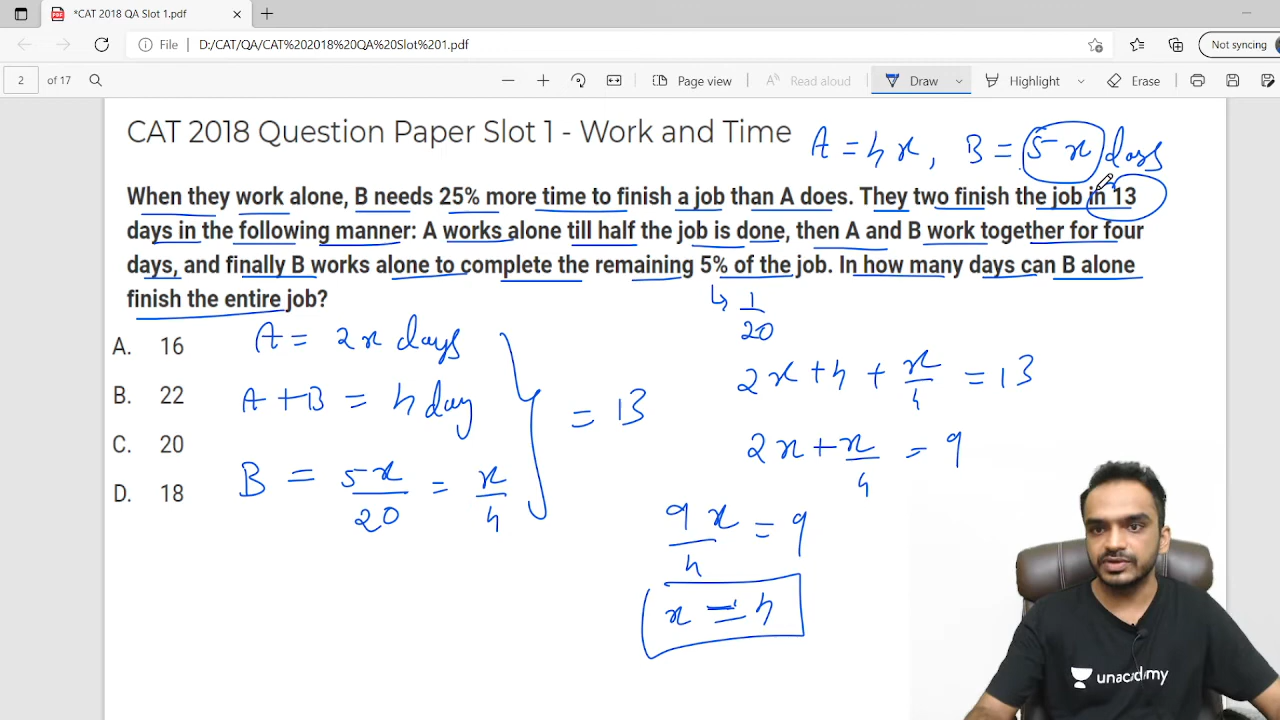 *CAT 2018 QA Slot 1.pdf
File D:/CAT/QA/CAT%202018%20QA%20Slot%201.pdf Not syncing
2 of 17 Page view Read aloud Draw Highlight Erase
CAT 2018 Question Paper Slot 1 - Work and Time
A = 4x, B = 5x days
When they work alone, B needs 25% more time to finish a job than A does. They two finish the job in 13
days in the following manner: A works alone till half the job is done, then A and B work together for four
days, and finally B works alone to complete the remaining 5% of the job. In how many days can B alone
finish the entire job?
↳ 1/20
A. 16
B. 22
C. 20
D. 18
A = 2x days
A + B = 4 day
B = 5x/20 = x/4
= 13
2x + 4 + x/4 = 13
2x + x/4 = 9
9x/4 = 9
x = 4
unacademy